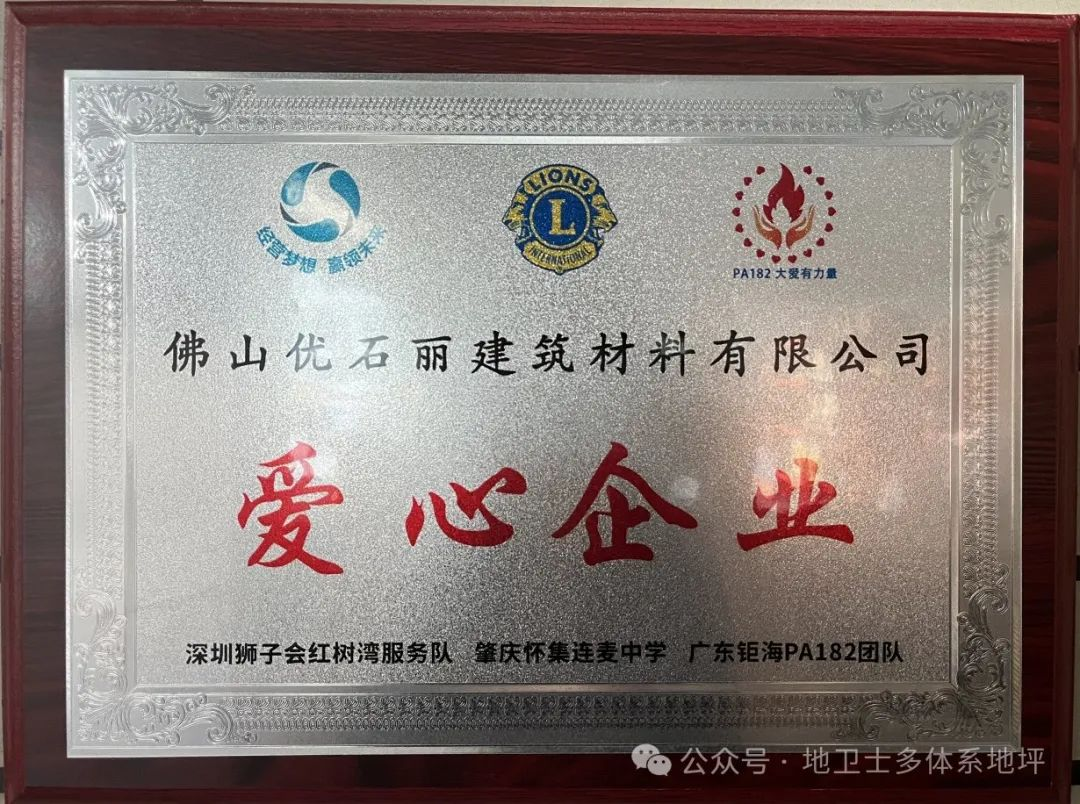 经营梦想 赢领未来
LIONS
L
INTERNATIONAL
PA182 大爱有力量
佛山优石丽建筑材料有限公司
爱心企业
深圳狮子会红树湾服务队 肇庆怀集连麦中学 广东钜海PA182团队
公众号·地卫士多体系地坪